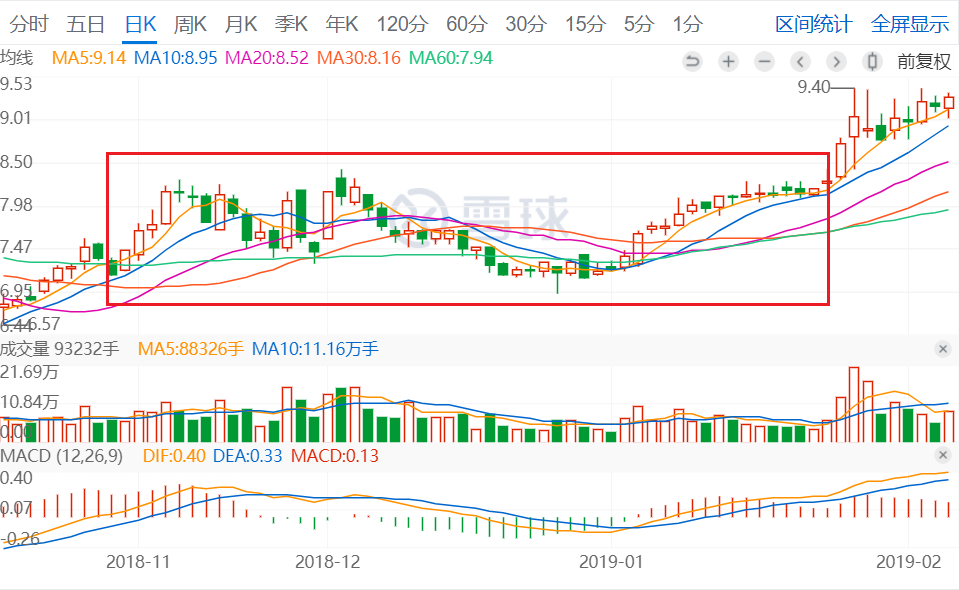 分时 五日 日K 周K 月K 季K 年K 120分 60分 30分 15分 5分 1分 区间统计 全屏显示
均线 MA5:9.14 MA10:8.95 MA20:8.52 MA30:8.16 MA60:7.94 前复权
9.53
9.40
9.01
8.50
7.98
雪球
7.47
6.95
6.44
6.57
成交量 93232手 MA5:88326手 MA10:11.16万手
21.69万
10.84万
0.00
MACD (12,26,9) DIF:0.40 DEA:0.33 MACD:0.13
0.40
0.07
-0.26
2018-11 2018-12 2019-01 2019-02